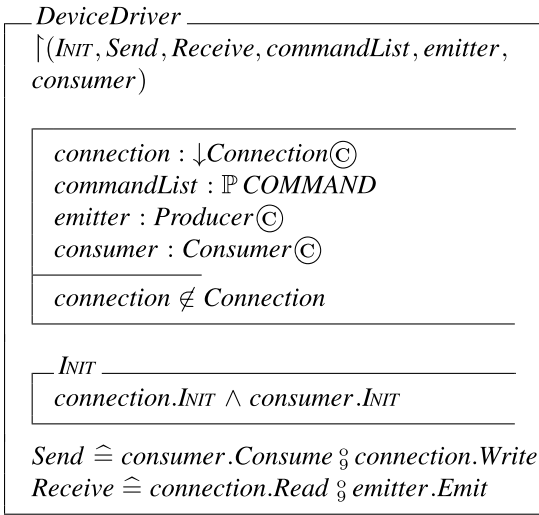 DeviceDriver
↾(INIT, Send, Receive, commandList, emitter,
consumer)
connection : ↓Connection©
commandList : ℙ COMMAND
emitter : Producer©
consumer : Consumer©
connection ∉ Connection
INIT
connection.INIT ∧ consumer.INIT
Send ≙ consumer.Consume ⨟ connection.Write
Receive ≙ connection.Read ⨟ emitter.Emit